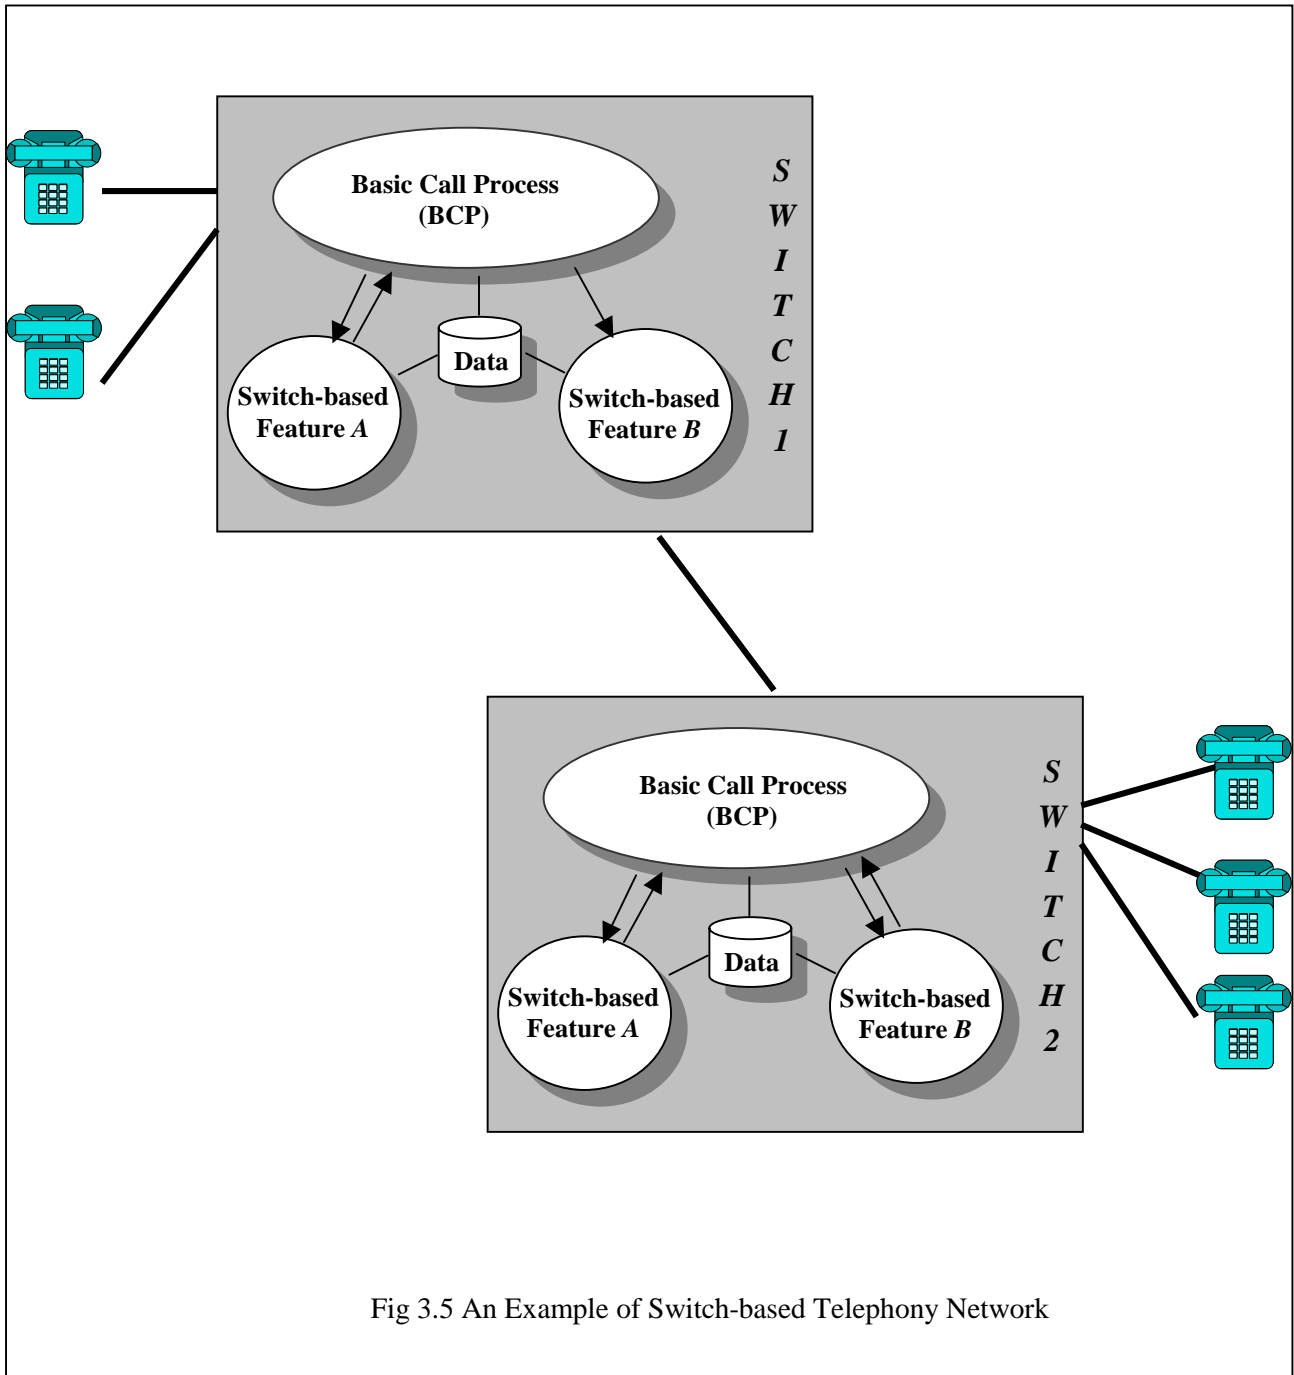 Basic Call Process
(BCP)
S
W
I
T
C
H
1
Data
Switch-based
Feature A
Switch-based
Feature B
Basic Call Process
(BCP)
S
W
I
T
C
H
2
Data
Switch-based
Feature A
Switch-based
Feature B
Fig 3.5 An Example of Switch-based Telephony Network